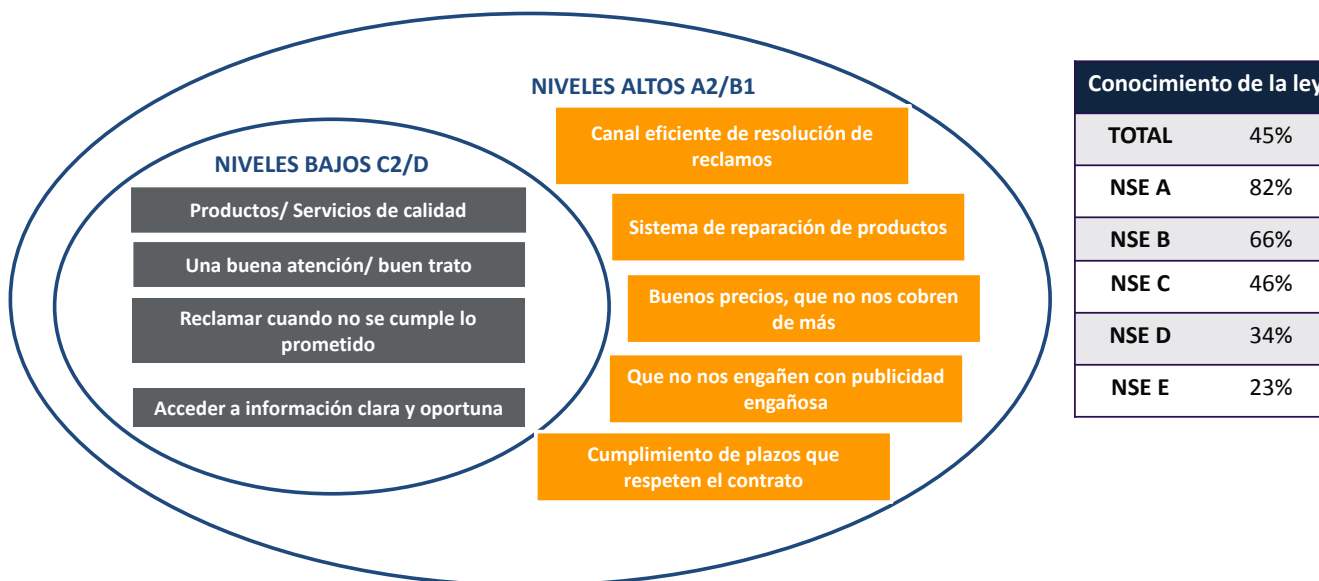 NIVELES ALTOS A2/B1
Canal eficiente de resolución de
reclamos
Sistema de reparación de productos
Buenos precios, que no nos cobren
de más
Que no nos engañen con publicidad
engañosa
Cumplimiento de plazos que
respeten el contrato
NIVELES BAJOS C2/D
Productos/ Servicios de calidad
Una buena atención/ buen trato
Reclamar cuando no se cumple lo
prometido
Acceder a información clara y oportuna
Conocimiento de la ley
TOTAL 45%
NSE A 82%
NSE B 66%
NSE C 46%
NSE D 34%
NSE E 23%